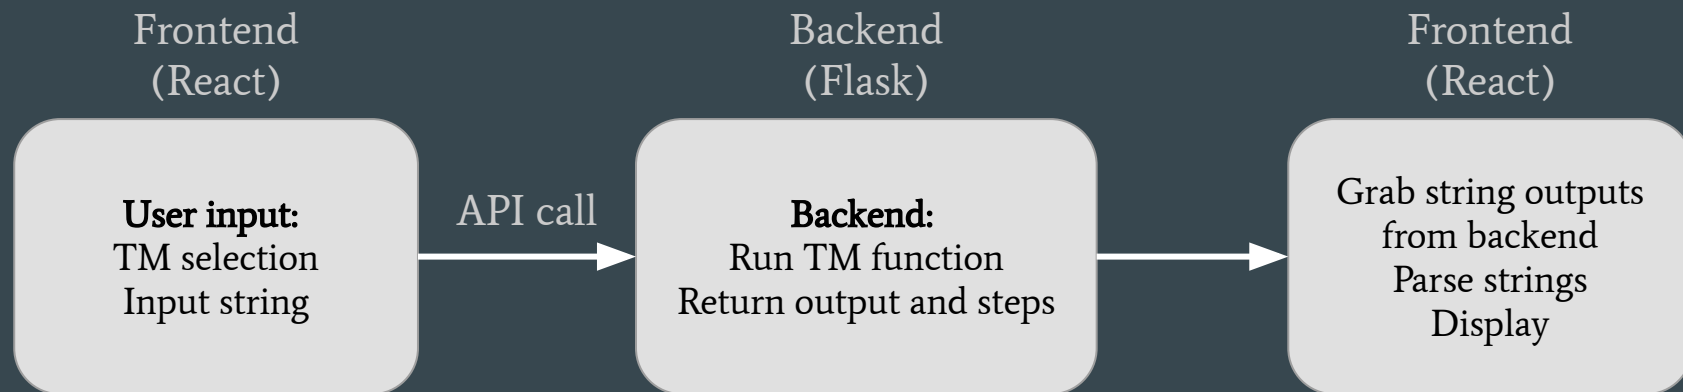 Frontend
(React)
User input:
TM selection
Input string
API call
Backend
(Flask)
Backend:
Run TM function
Return output and steps
Frontend
(React)
Grab string outputs
from backend
Parse strings
Display